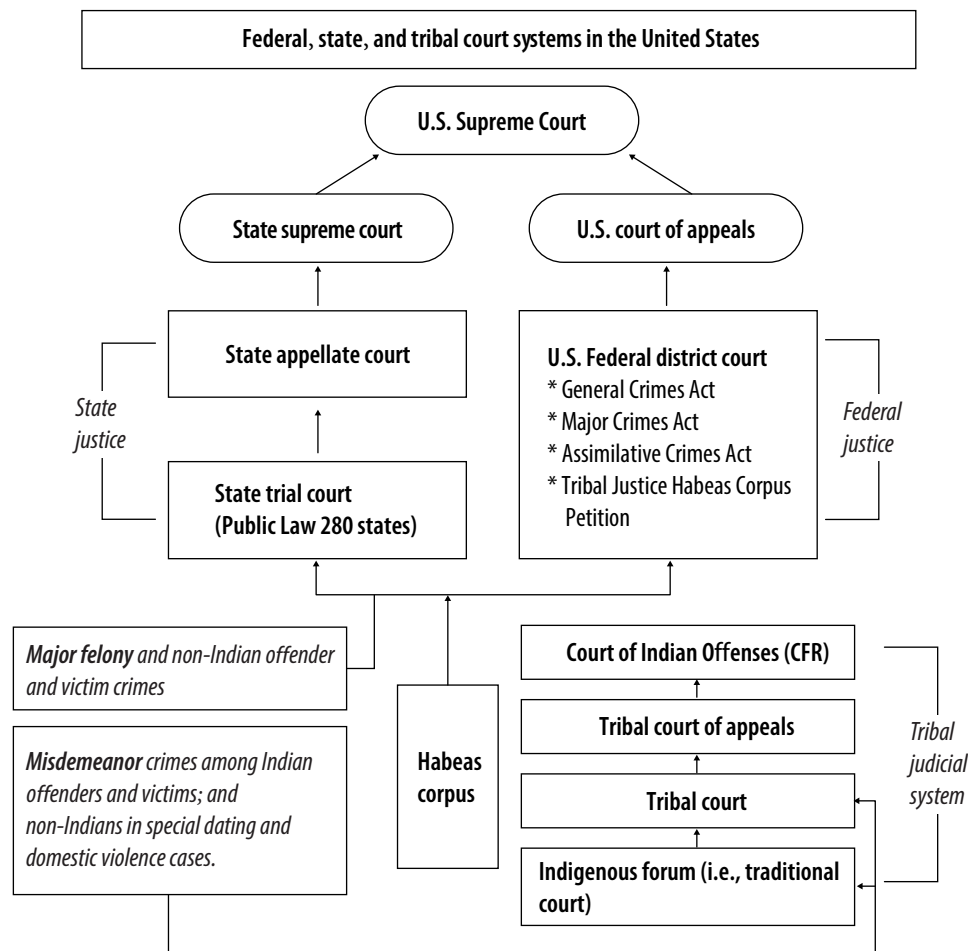 Federal, state, and tribal court systems in the United States
U.S. Supreme Court
State supreme court
U.S. court of appeals
State appellate court
State
justice
State trial court
(Public Law 280 states)
U.S. Federal district court
* General Crimes Act
* Major Crimes Act
* Assimilative Crimes Act
* Tribal Justice Habeas Corpus
Petition
Federal
justice
Major felony and non-Indian offender
and victim crimes
Misdemeanor crimes among Indian
offenders and victims; and
non-Indians in special dating and
domestic violence cases.
Habeas
corpus
Court of Indian Offenses (CFR)
Tribal court of appeals
Tribal court
Indigenous forum (i.e., traditional
court)
Tribal
judicial
system